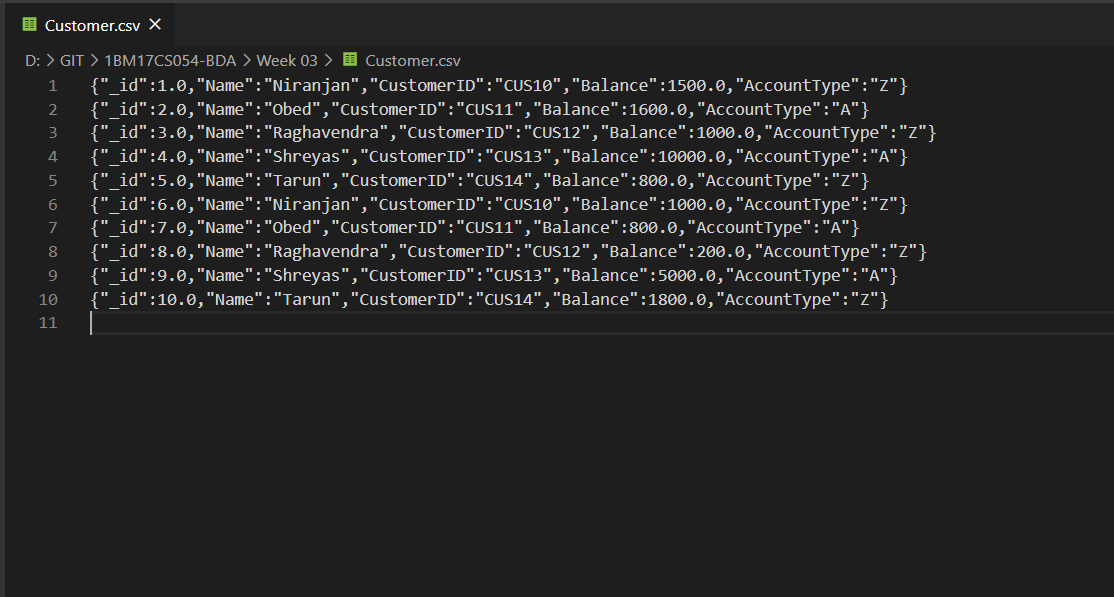 Customer.csv ×
D: > GIT > 1BM17CS054-BDA > Week 03 > Customer.csv
1 {"_id":1.0,"Name":"Niranjan","CustomerID":"CUS10","Balance":1500.0,"AccountType":"Z"}
2 {"_id":2.0,"Name":"Obed","CustomerID":"CUS11","Balance":1600.0,"AccountType":"A"}
3 {"_id":3.0,"Name":"Raghavendra","CustomerID":"CUS12","Balance":1000.0,"AccountType":"Z"}
4 {"_id":4.0,"Name":"Shreyas","CustomerID":"CUS13","Balance":10000.0,"AccountType":"A"}
5 {"_id":5.0,"Name":"Tarun","CustomerID":"CUS14","Balance":800.0,"AccountType":"Z"}
6 {"_id":6.0,"Name":"Niranjan","CustomerID":"CUS10","Balance":1000.0,"AccountType":"Z"}
7 {"_id":7.0,"Name":"Obed","CustomerID":"CUS11","Balance":800.0,"AccountType":"A"}
8 {"_id":8.0,"Name":"Raghavendra","CustomerID":"CUS12","Balance":200.0,"AccountType":"Z"}
9 {"_id":9.0,"Name":"Shreyas","CustomerID":"CUS13","Balance":5000.0,"AccountType":"A"}
10 {"_id":10.0,"Name":"Tarun","CustomerID":"CUS14","Balance":1800.0,"AccountType":"Z"}
11